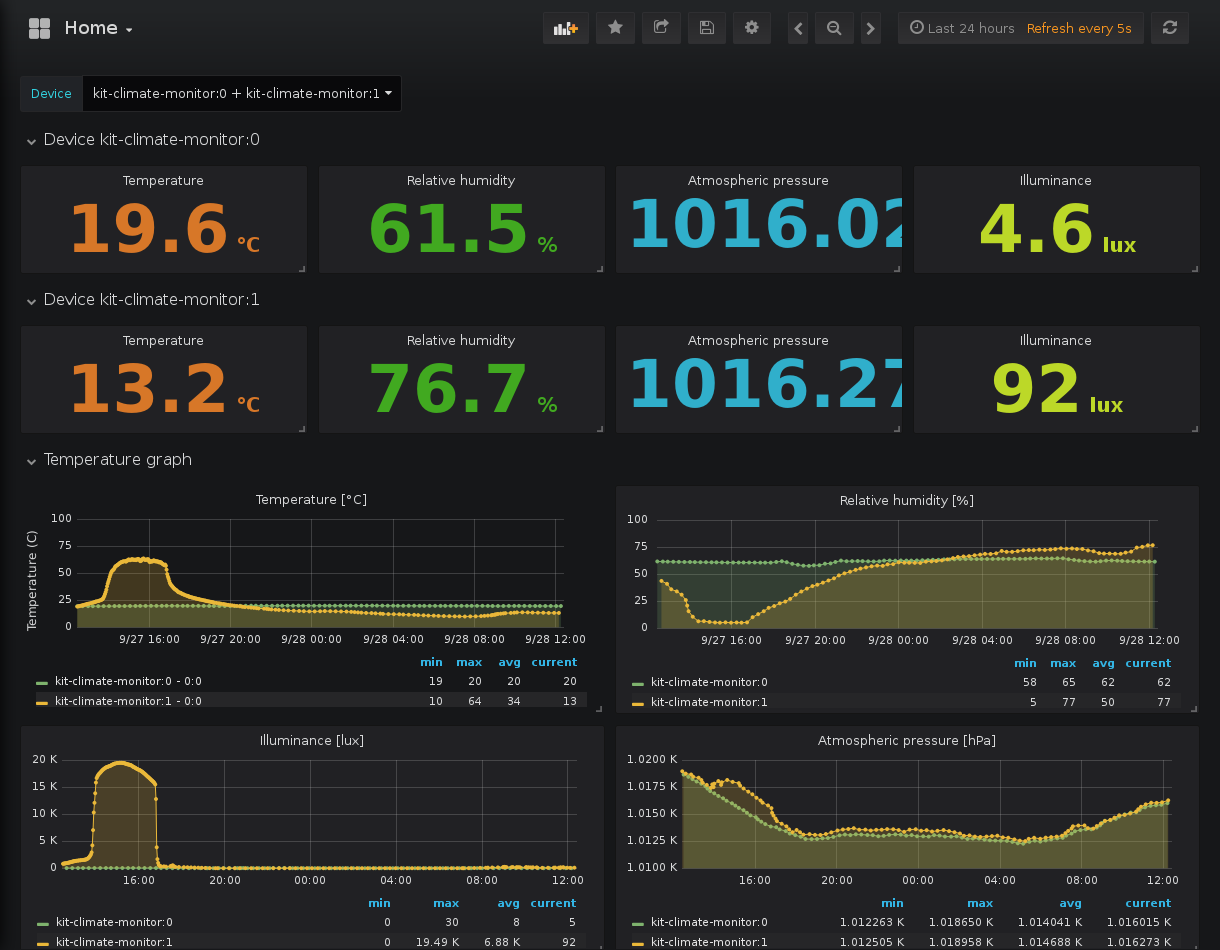 Home
Last 24 hours Refresh every 5s
Device kit-climate-monitor:0 + kit-climate-monitor:1
Device kit-climate-monitor:0
Temperature Relative humidity Atmospheric pressure Illuminance
19.6 °C 61.5 % 1016.02 4.6 lux
Device kit-climate-monitor:1
Temperature Relative humidity Atmospheric pressure Illuminance
13.2 °C 76.7 % 1016.27 92 lux
Temperature graph
Temperature [°C]
Temperature (C)
100
75
50
25
0
9/27 16:00 9/27 20:00 9/28 00:00 9/28 04:00 9/28 08:00 9/28 12:00
min max avg current
kit-climate-monitor:0 - 0:0 19 20 20 20
kit-climate-monitor:1 - 0:0 10 64 34 13
Relative humidity [%]
100
75
50
25
0
9/27 16:00 9/27 20:00 9/28 00:00 9/28 04:00 9/28 08:00 9/28 12:00
min max avg current
kit-climate-monitor:0 58 65 62 62
kit-climate-monitor:1 5 77 50 77
Illuminance [lux]
20 K
15 K
10 K
5 K
0
16:00 20:00 00:00 04:00 08:00 12:00
min max avg current
kit-climate-monitor:0 0 30 8 5
kit-climate-monitor:1 0 19.49 K 6.88 K 92
Atmospheric pressure [hPa]
1.0200 K
1.0175 K
1.0150 K
1.0125 K
1.0100 K
16:00 20:00 00:00 04:00 08:00 12:00
min max avg current
kit-climate-monitor:0 1.012263 K 1.018650 K 1.014041 K 1.016015 K
kit-climate-monitor:1 1.012505 K 1.018958 K 1.014688 K 1.016273 K